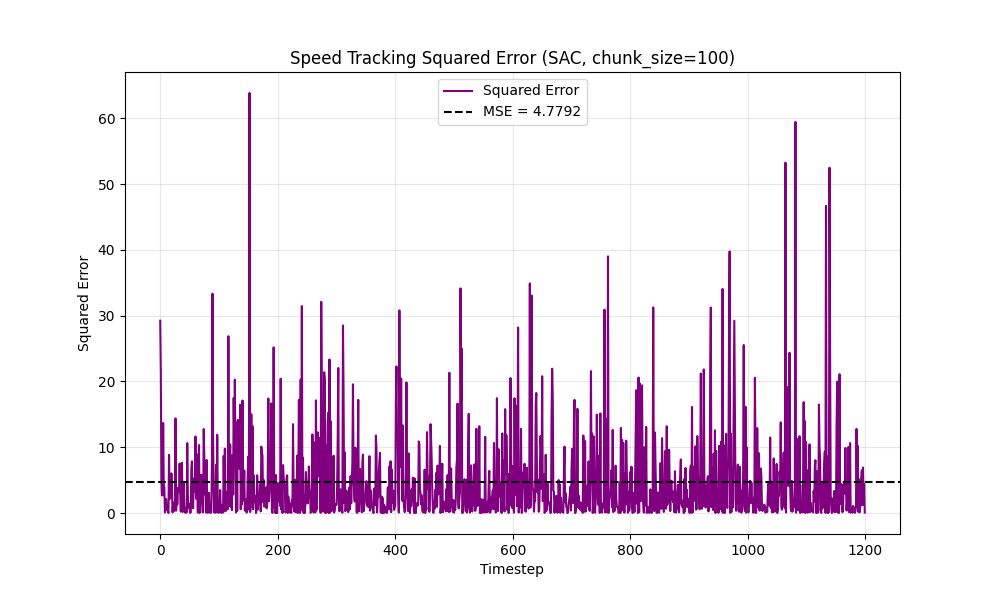 Speed Tracking Squared Error (SAC, chunk_size=100)
Squared Error
MSE = 4.7792
Squared Error
60
50
40
30
20
10
0
0 200 400 600 800 1000 1200
Timestep